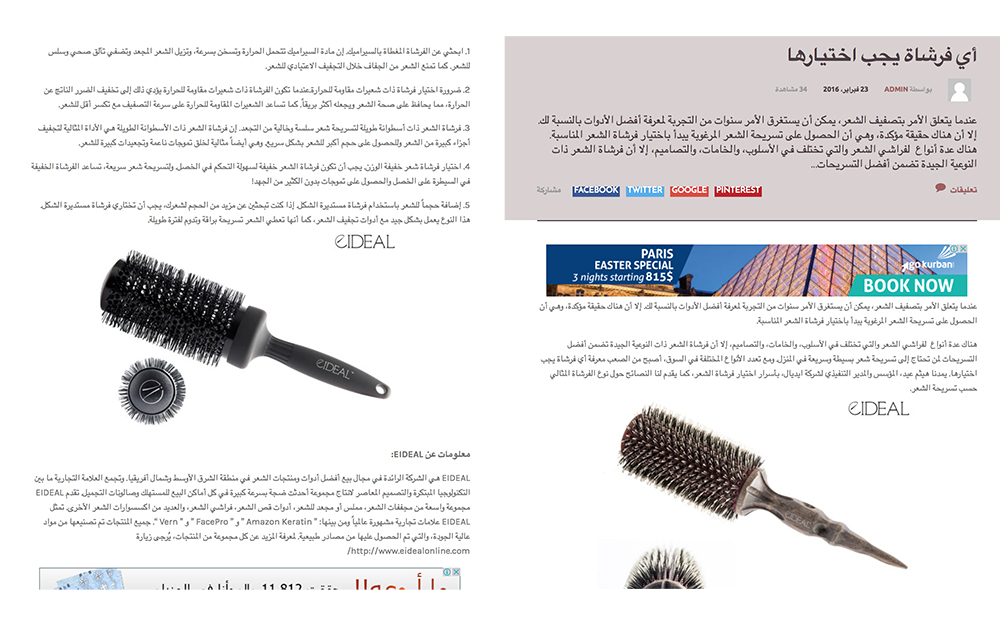 أي فرشاة يجب اختيارها
بواسطة ADMIN 23 فبراير، 2016 34 مشاهدة
عندما يتعلق الأمر بتصفيف الشعر، يمكن أن يستغرق الأمر سنوات من التجربة لمعرفة أفضل الأدوات بالنسبة لك.
إلا أن هناك حقيقة مؤكدة، وهي أن الحصول على تسريحة الشعر المرغوبة يبدأ باختيار فرشاة الشعر المناسبة.
هناك عدة أنواع لفراشي الشعر والتي تختلف في الأسلوب، والخامات، والتصاميم، إلا أن فرشاة الشعر ذات
النوعية الجيدة تضمن أفضل التسريحات...
تعليقات PINTEREST GOOGLE TWITTER FACEBOOK مشاركة
PARIS
EASTER SPECIAL
3 nights starting 815$
go kurban
BOOK NOW
عندما يتعلق الأمر بتصفيف الشعر، يمكن أن يستغرق الأمر سنوات من التجربة لمعرفة أفضل الأدوات بالنسبة لك. إلا أن هناك حقيقة مؤكدة، وهي أن
الحصول على تسريحة الشعر المرغوبة يبدأ باختيار فرشاة الشعر المناسبة.
هناك عدة أنواع لفراشي الشعر والتي تختلف في الأسلوب، والخامات، والتصاميم، إلا أن فرشاة الشعر ذات النوعية الجيدة تضمن أفضل
التسريحات لمن تحتاج إلى تسريحة شعر بسيطة وسريعة في المنزل. ومع تعدد الأنواع المختلفة في السوق، أصبح من الصعب معرفة أي فرشاة يجب
اختيارها. يمدنا هيثم عيد، المؤسس والمدير التنفيذي لشركة ايديال، بأسرار اختيار فرشاة الشعر، كما يقدم لنا النصائح حول نوع الفرشاة المثالي
حسب تسريحة الشعر.
EIDEAL
EIDEAL
1. ابحثي عن الفرشاة المغطاة بالسيراميك. إن مادة السيراميك تتحمل الحرارة وتسخن بسرعة، وتزيل الشعر المجعد وتضفي تألق صحي وسلس
للشعر. كما تمنع الشعر من الجفاف خلال التجفيف الاعتيادي للشعر.
2. ضرورة اختيار فرشاة ذات شعيرات مقاومة للحرارة.عندما تكون الفرشاة ذات شعيرات مقاومة للحرارة يؤدي ذلك إلى تخفيف الضرر الناتج عن
الحرارة، مما يحافظ على صحة الشعر ويجعله أكثر بريقاً. كما تساعد الشعيرات المقاومة للحرارة على سرعة التصفيف مع تكسر أقل للشعر.
3. فرشاة الشعر ذات أسطوانة طويلة لتسريحة شعر سلسة وخالية من التجعد. إن فرشاة الشعر ذات الأسطوانة الطويلة هي الأداة المثالية لتجفيف
أجزاء كبيرة من الشعر وللحصول على حجم أكبر للشعر بشكل سريع. وهي أيضاً مثالية لخلق تموجات ناعمة وتجعيدات كبيرة للشعر.
4. اختيار فرشاة شعر خفيفة الوزن. يجب أن تكون فرشاة الشعر خفيفة لسهولة التحكم في الخصل. ولتسريحة شعر سريعة، تساعد الفرشاة الخفيفة
في السيطرة على الخصل والحصول على تموجات بدون الكثير من الجهد!
5. إضافة حجماً للشعر باستخدام فرشاة مستديرة الشكل. إذا كنت تبحثين عن مزيد من الحجم لشعرك، يجب أن تختاري فرشاة مستديرة الشكل.
هذا النوع يعمل بشكل جيد مع أدوات تجفيف الشعر، كما أنها تعطي الشعر تسريحة براقة وتدوم لفترة طويلة.
EIDEAL
EIDEAL
معلومات عن EIDEAL:
EIDEAL هي الشركة الرائدة في مجال بيع أفضل أدوات ومنتجات الشعر في منطقة الشرق الأوسط وشمال أفريقيا. وتجمع العلامة التجارية ما بين
التكنولوجيا المبتكرة والتصميم المعاصر لانتاج مجموعة أحدثت ضجة بسرعة كبيرة في كل أماكن البيع للمستهلك وصالونات التجميل. تقدم EIDEAL
مجموعة واسعة من مجففات الشعر، مملس أو مجعد للشعر، أدوات قص الشعر، فراشي الشعر، والعديد من اكسسوارات الشعر الأخرى. تمثل
EIDEAL علامات تجارية مشهورة عالمياً ومن بينها: " Amazon Keratin " و " FacePro " و " Vern ". جميع المنتجات تم تصنيعها من مواد
عالية الجودة، والتي تم الحصول عليها من مصادر طبيعية. لمعرفة المزيد عن كل مجموعة من المنتجات، يُرجى زيارة
http://www.eidealonline.com/